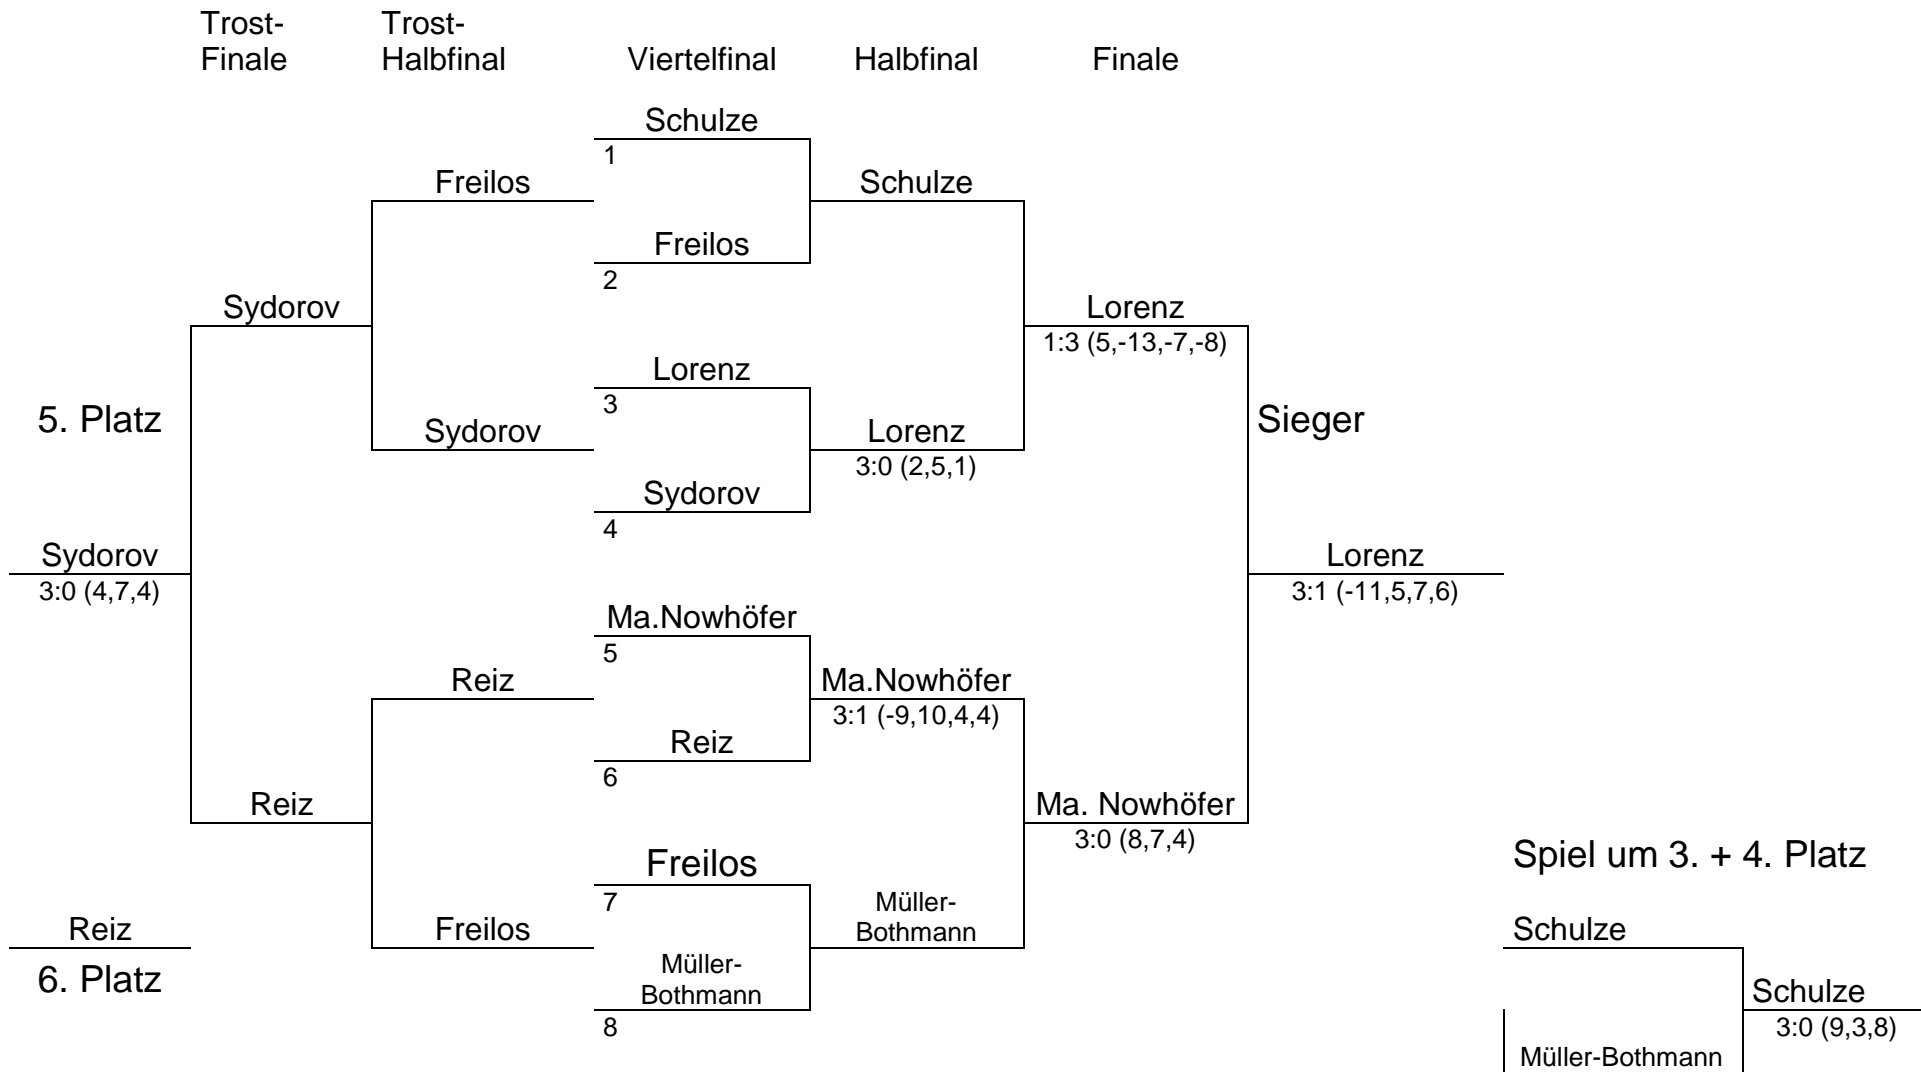 Trost-
Finale
Trost-
Halbfinal
Viertelfinal
Halbfinal
Finale
Schulze
1
Freilos
Schulze
Freilos
2
Sydorov
Lorenz
1:3 (5,-13,-7,-8)
Lorenz
3
5. Platz
Sieger
Sydorov
Lorenz
3:0 (2,5,1)
Sydorov
4
Sydorov
3:0 (4,7,4)
Lorenz
3:1 (-11,5,7,6)
Ma.Nowhöfer
5
Reiz
Ma.Nowhöfer
3:1 (-9,10,4,4)
Reiz
6
Reiz
Ma. Nowhöfer
3:0 (8,7,4)
Spiel um 3. + 4. Platz
Freilos
7
Müller-
Bothmann
Reiz
Freilos
Schulze
6. Platz
Müller-
Bothmann
8
Schulze
3:0 (9,3,8)
Müller-Bothmann